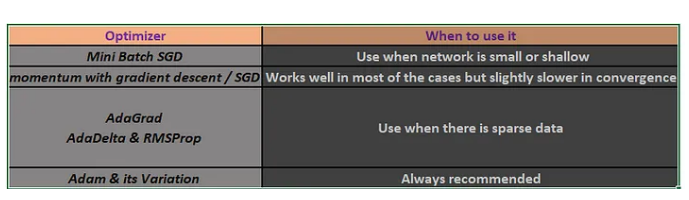 Optimizer When to use it
Mini Batch SGD Use when network is small or shallow
momentum with gradient descent / SGD Works well in most of the cases but slightly slower in convergence
AdaGrad
AdaDelta & RMSProp
Use when there is sparse data
Adam & its Variation Always recommended